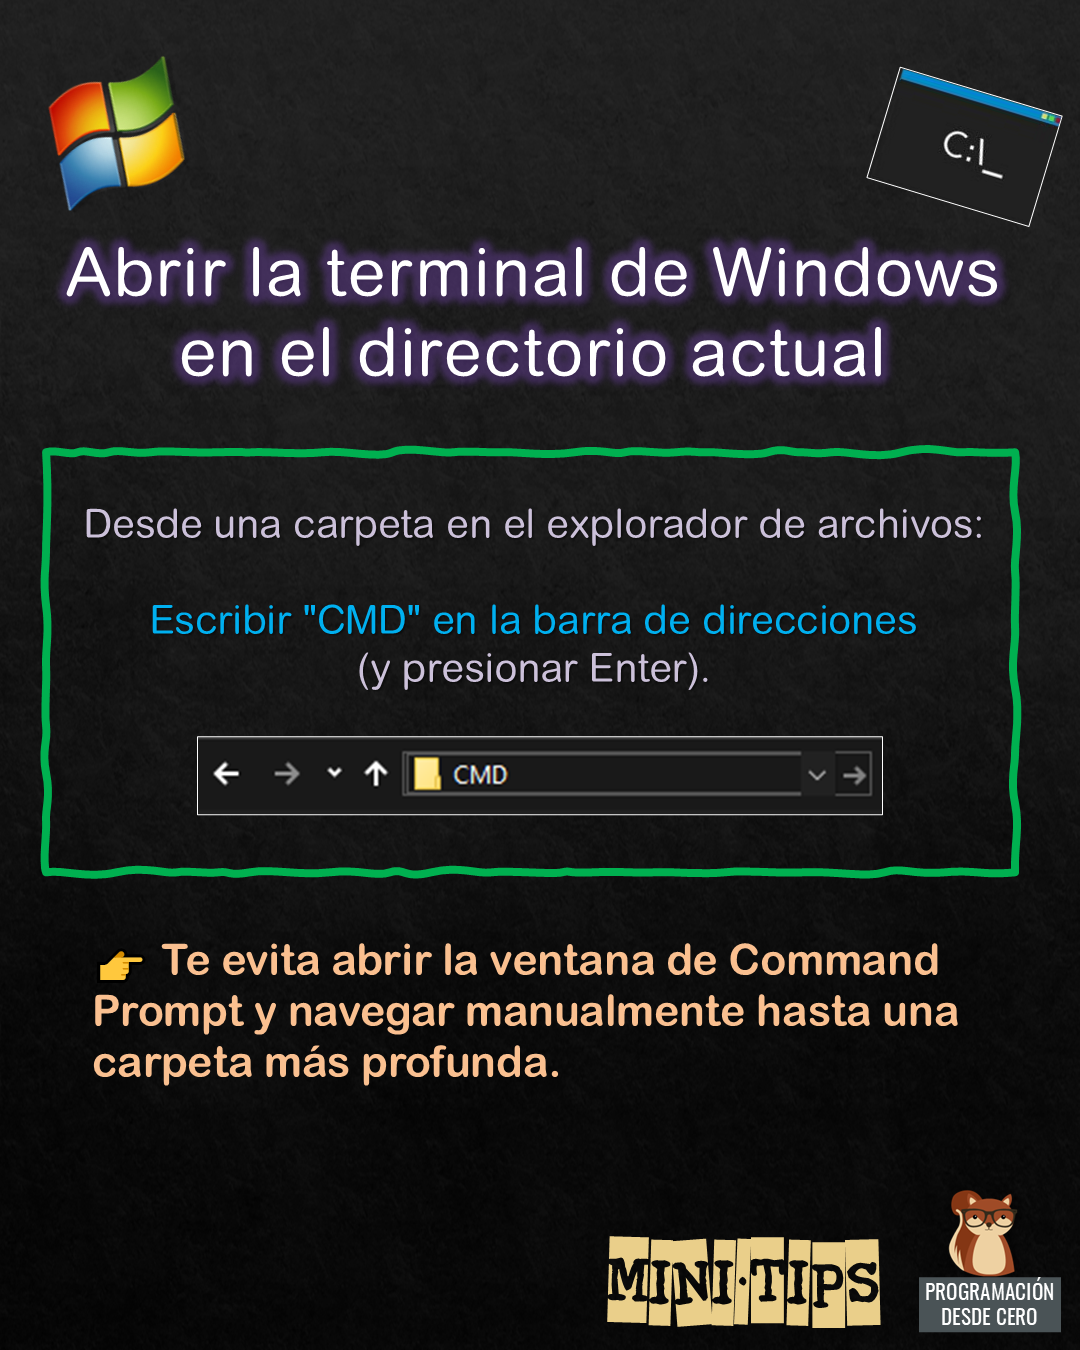 C:\_
Abrir la terminal de Windows
en el directorio actual
Desde una carpeta en el explorador de archivos:
Escribir "CMD" en la barra de direcciones
(y presionar Enter).
CMD
👉 Te evita abrir la ventana de Command
Prompt y navegar manualmente hasta una
carpeta más profunda.
MINI·TIPS
PROGRAMACIÓN
DESDE CERO